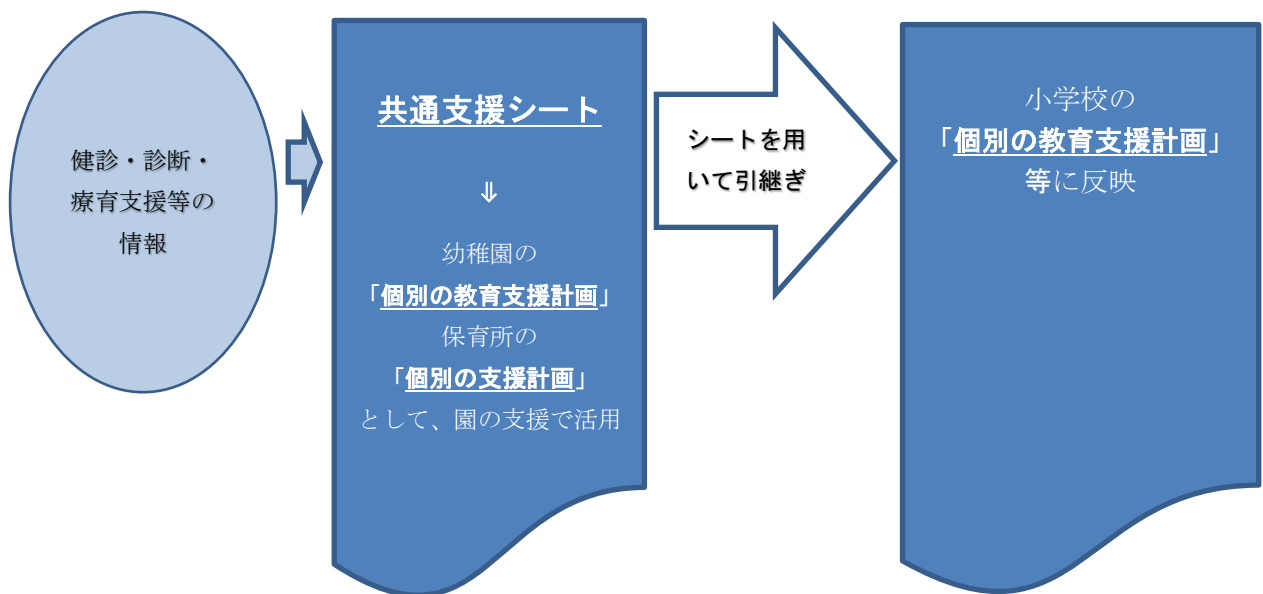 健診・診断・
療育支援等の
情報
共通支援シート
⇓
幼稚園の
「個別の教育支援計画」
保育所の
「個別の支援計画」
として、園の支援で活用
シートを用
いて引継ぎ
小学校の
「個別の教育支援計画」
等に反映